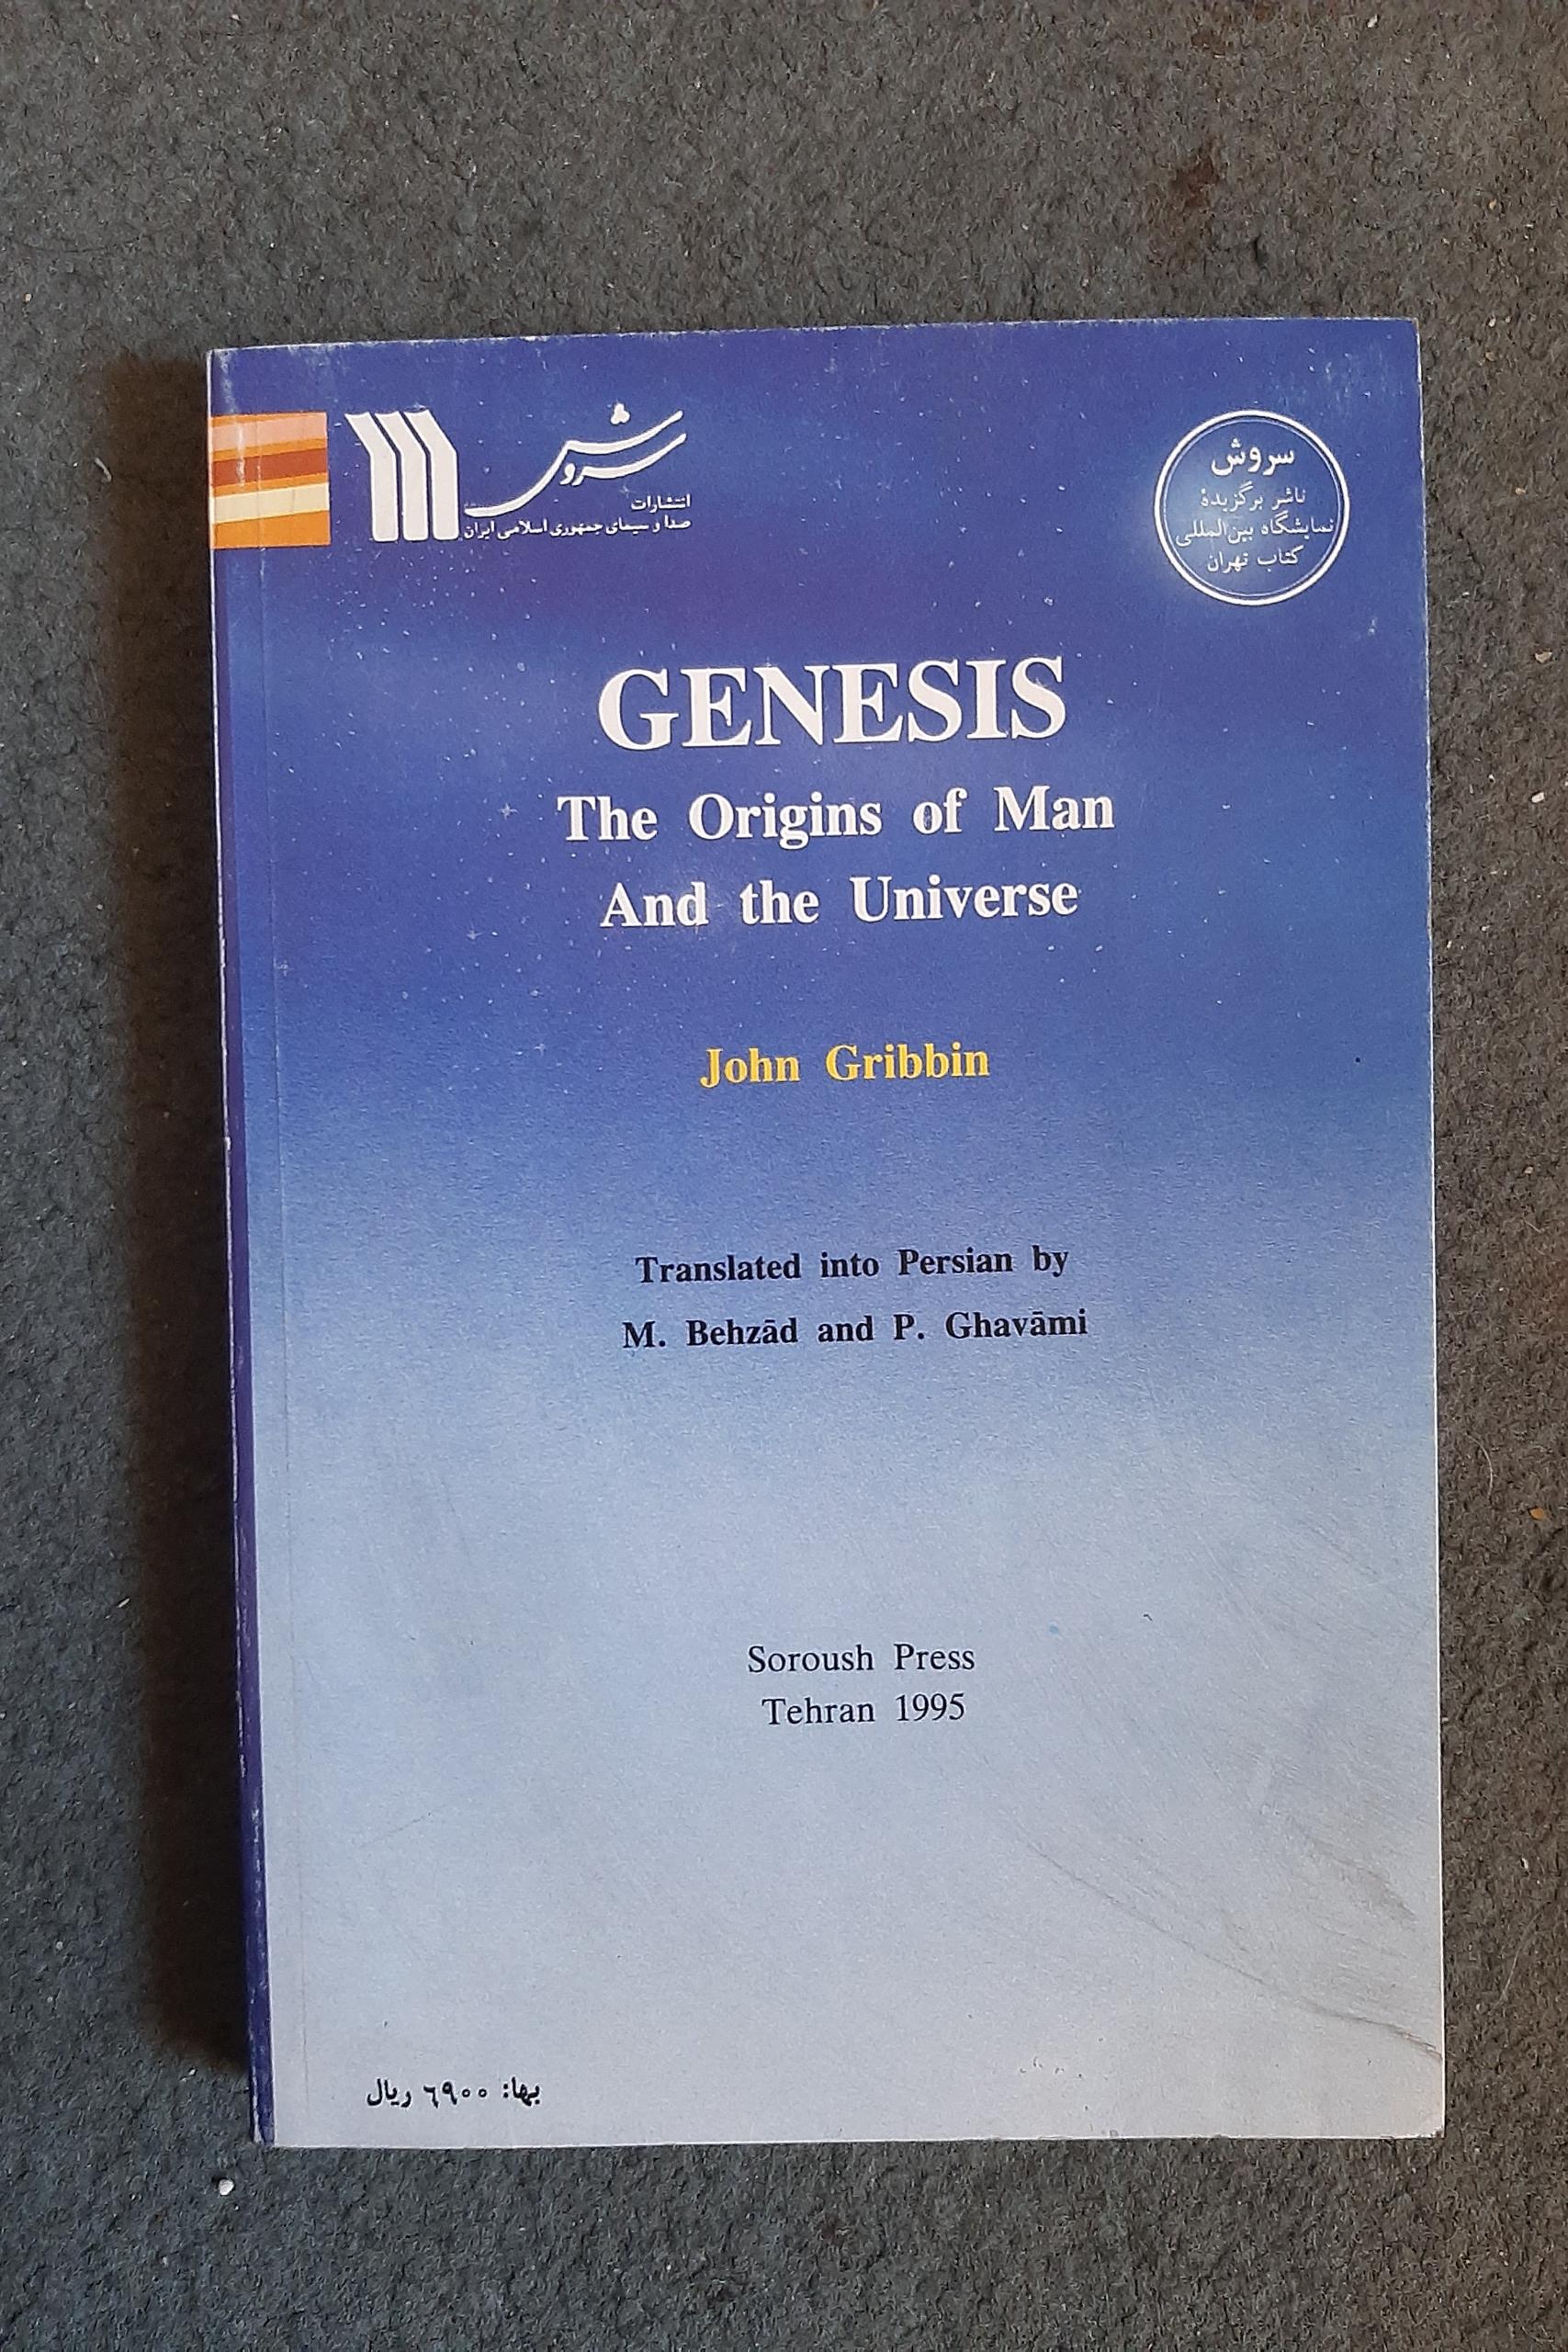 سروش
انتشارات
صدا و سیمای جمهوری اسلامی ایران
سروش
ناشر برگزیدهٔ
نمایشگاه بین‌المللی
کتاب تهران
GENESIS
The Origins of Man
And the Universe
John Gribbin
Translated into Persian by
M. Behzād and P. Ghavāmi
Soroush Press
Tehran 1995
بها: ۶۹۰۰ ریال